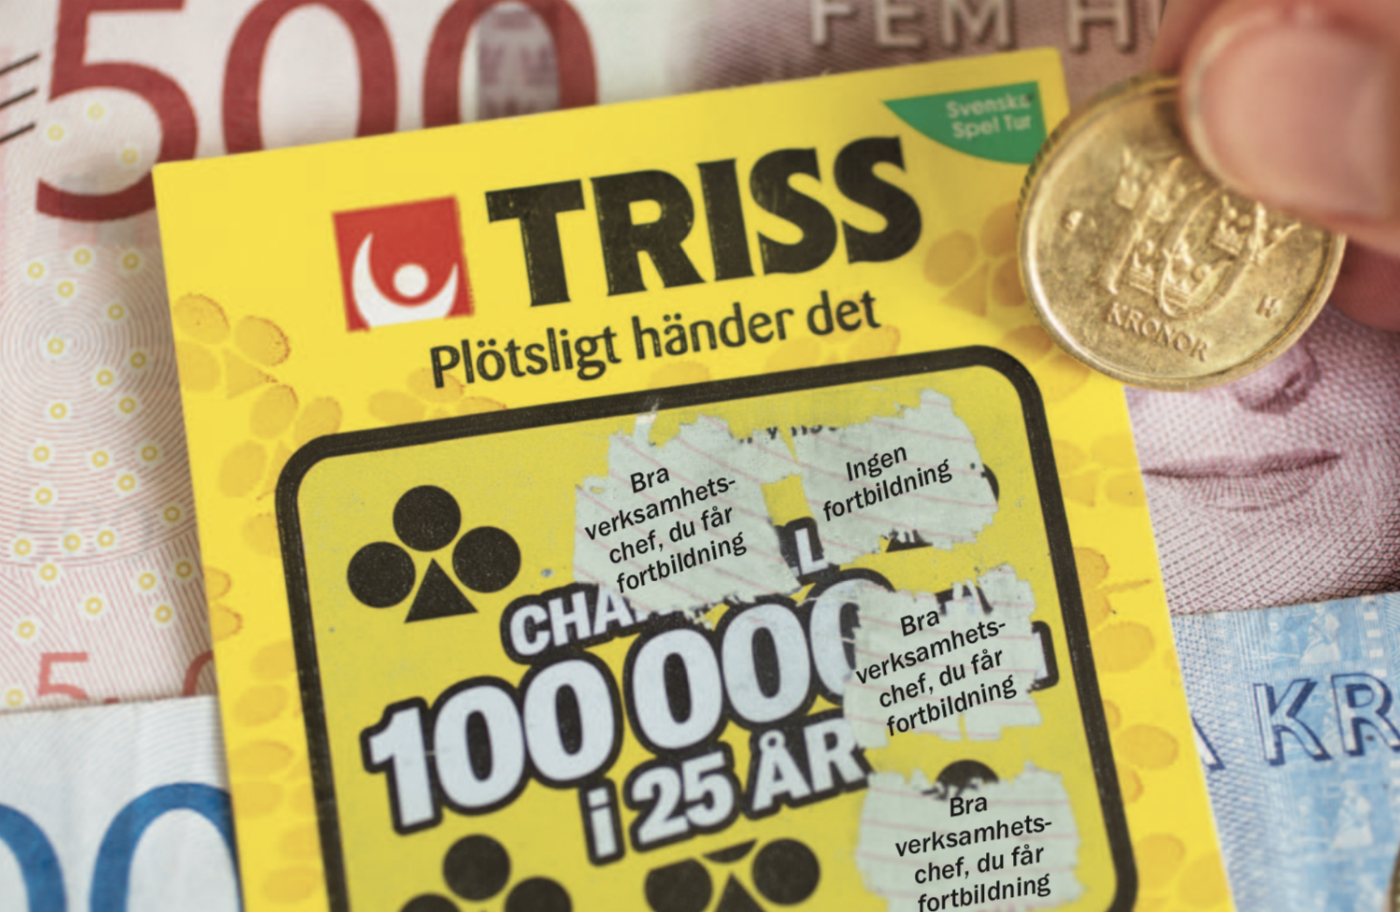 500
FEM
Svenska
Spel Tur
TRISS
Plötsligt händer det
10
KRONOR
Bra
verksamhets-
chef, du får
fortbildning
Ingen
fortbildning
100 000
i 25 ÅR
Bra
verksamhets-
chef, du får
fortbildning
Bra
verksamhets-
chef, du får
fortbildning
KR